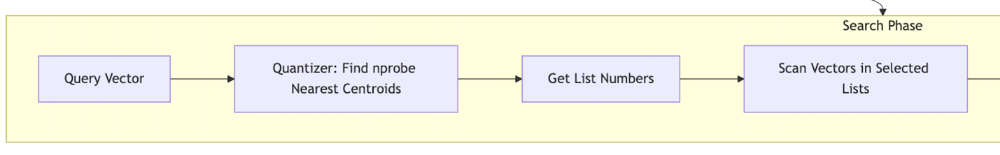 Search Phase
Query Vector
Quantizer: Find nprobe
Nearest Centroids
Get List Numbers
Scan Vectors in Selected
Lists